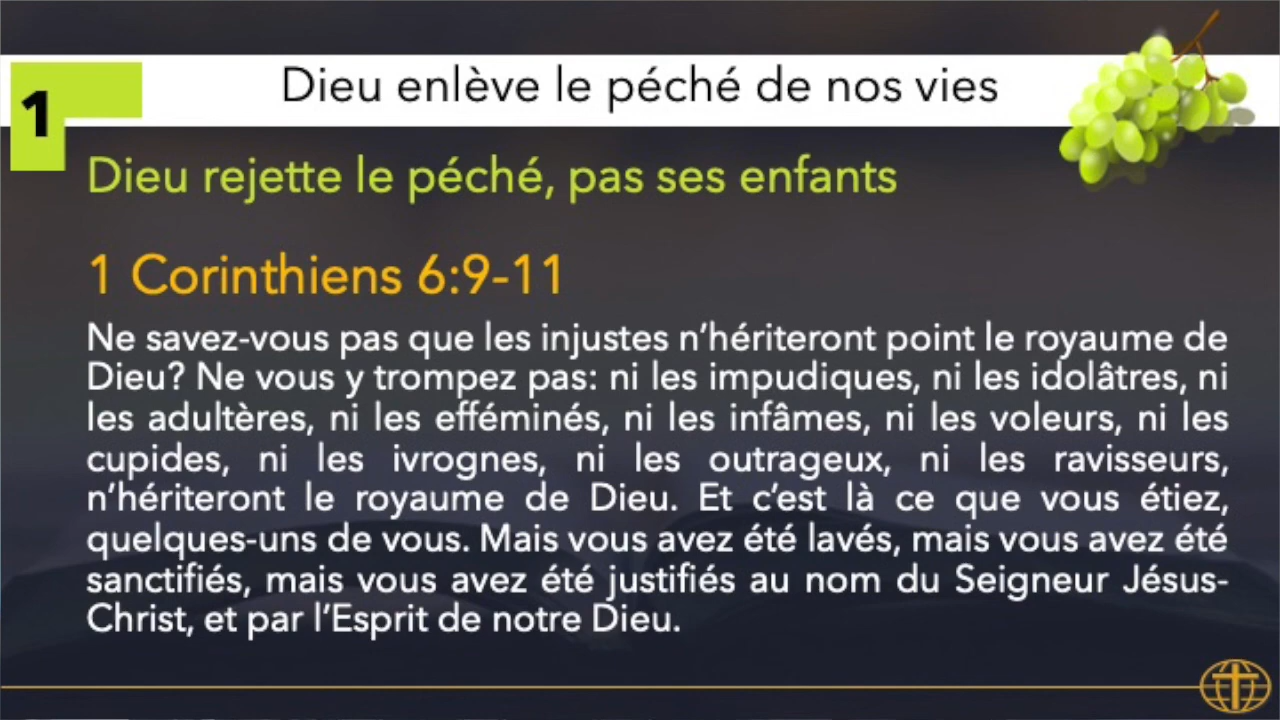 Dieu enlève le péché de nos vies
1
Dieu rejette le péché, pas ses enfants
1 Corinthiens 6:9-11
Ne savez-vous pas que les injustes n’hériteront point le royaume de
Dieu? Ne vous y trompez pas: ni les impudiques, ni les idolâtres, ni
les adultères, ni les efféminés, ni les infâmes, ni les voleurs, ni les
cupides, ni les ivrognes, ni les outrageux, ni les ravisseurs,
n’hériteront le royaume de Dieu. Et c’est là ce que vous étiez,
quelques-uns de vous. Mais vous avez été lavés, mais vous avez été
sanctifiés, mais vous avez été justifiés au nom du Seigneur Jésus-
Christ, et par l’Esprit de notre Dieu.